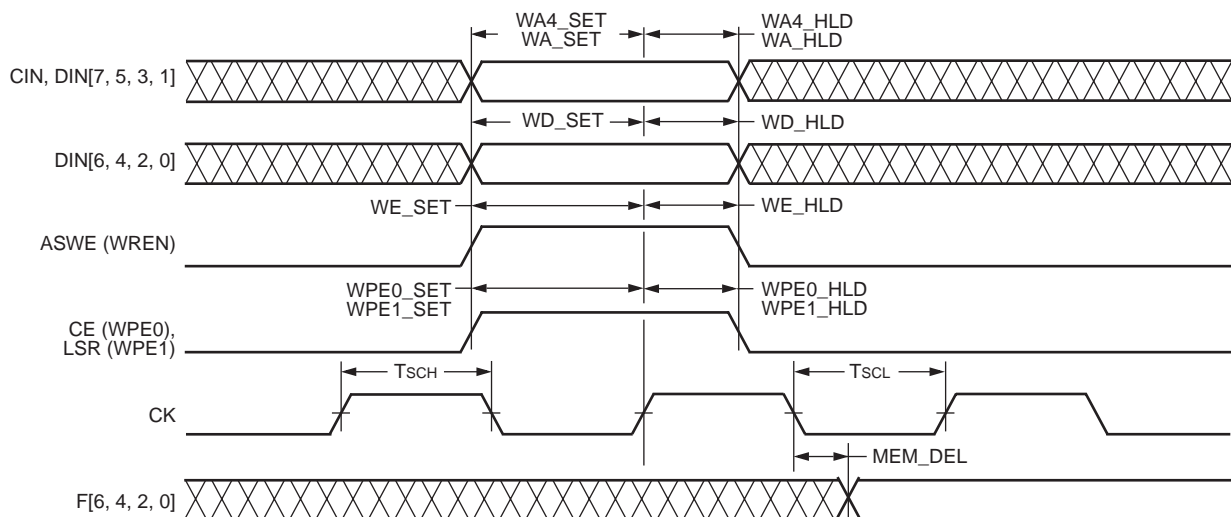 WA4_SET
WA_SET
WA4_HLD
WA_HLD
CIN, DIN[7, 5, 3, 1]
WD_SET
WD_HLD
DIN[6, 4, 2, 0]
WE_SET
WE_HLD
ASWE (WREN)
WPE0_SET
WPE1_SET
WPE0_HLD
WPE1_HLD
CE (WPE0),
LSR (WPE1)
TSCH
TSCL
CK
MEM_DEL
F[6, 4, 2, 0]